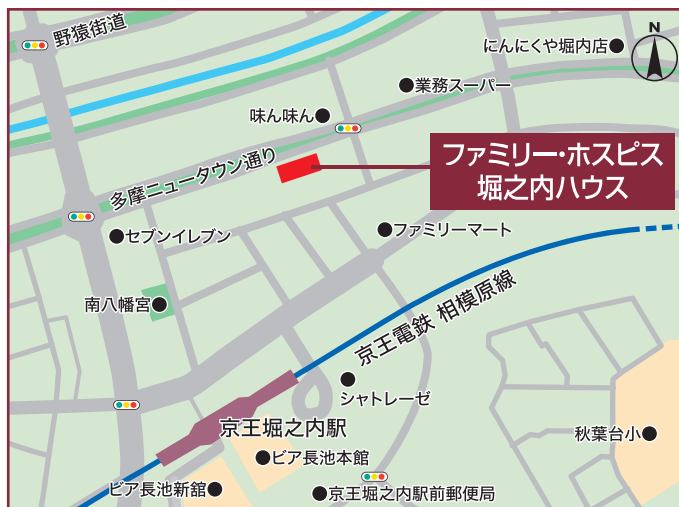 野猿街道
にんにくや堀内店
N
業務スーパー
味ん味ん
ファミリー・ホスピス
堀之内ハウス
多摩ニュータウン通り
セブンイレブン
ファミリーマート
南八幡宮
京王電鉄 相模原線
シャトレーゼ
京王堀之内駅
秋葉台小
ビア長池本館
ビア長池新舘
京王堀之内駅前郵便局